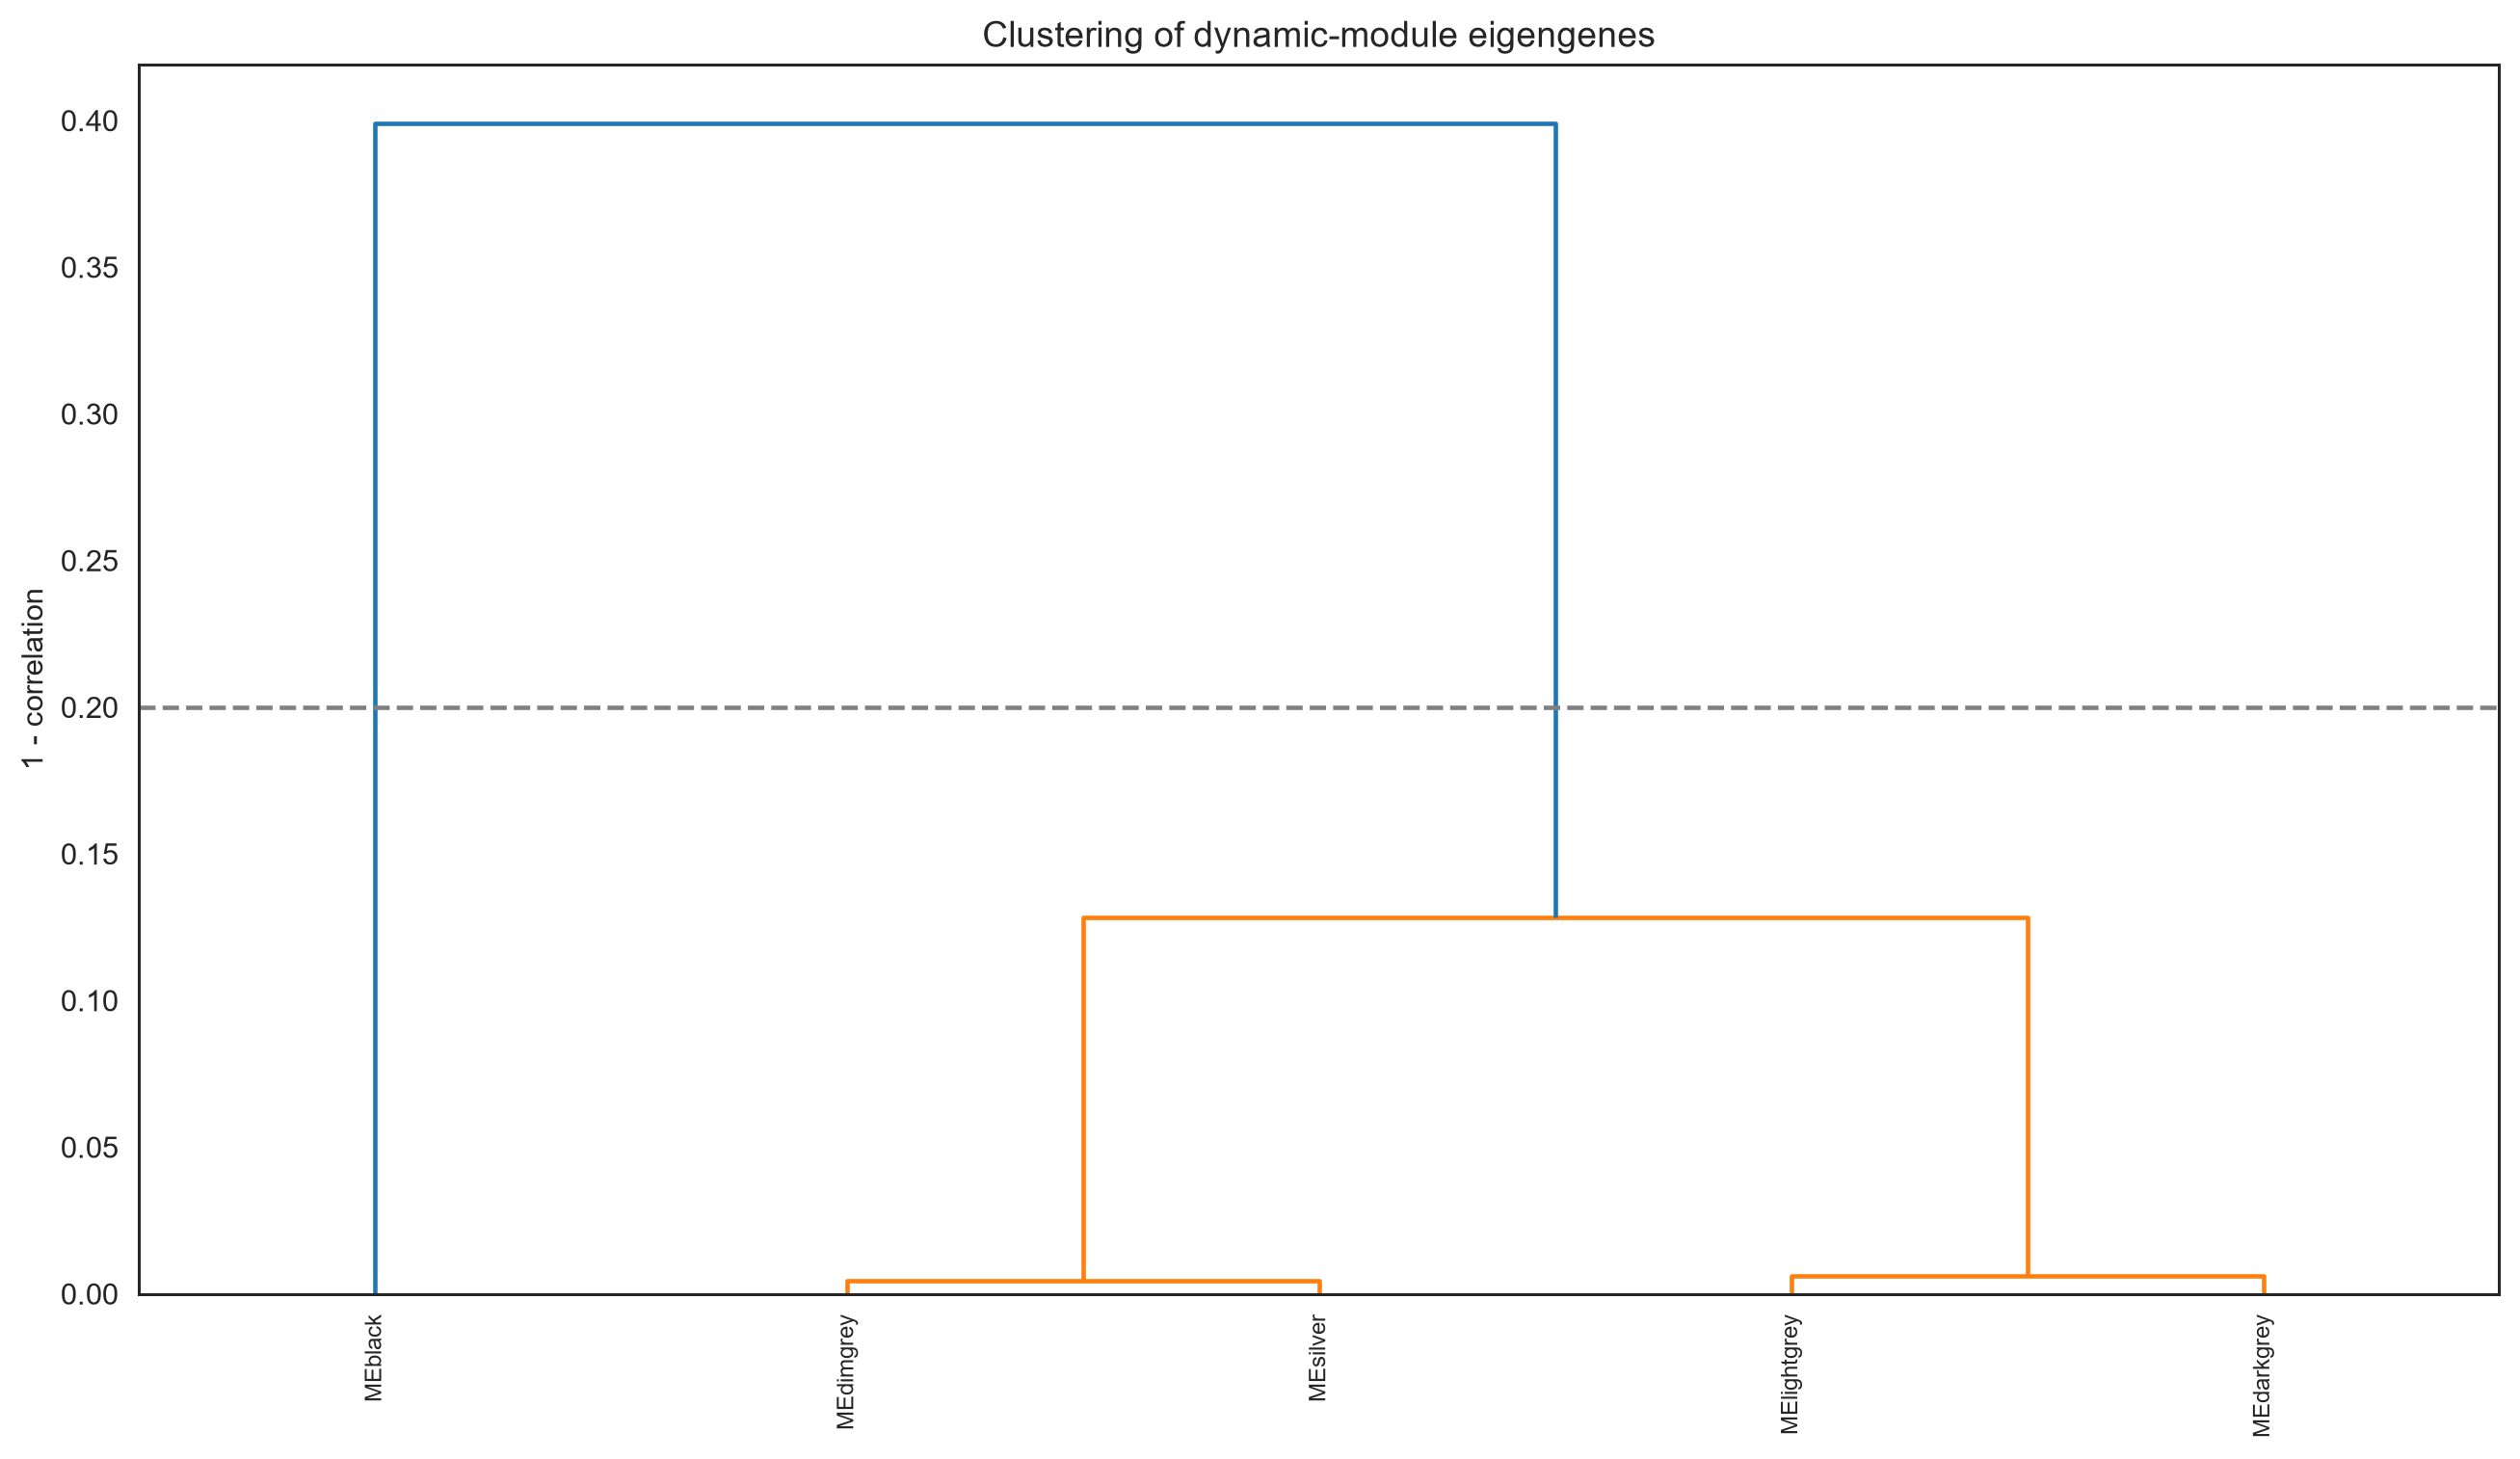 Clustering of dynamic-module eigengenes
1 - correlation
0.40
0.35
0.30
0.25
0.20
0.15
0.10
0.05
0.00
MEblack
MEdimgrey
MEsilver
MElightgrey
MEdarkgrey